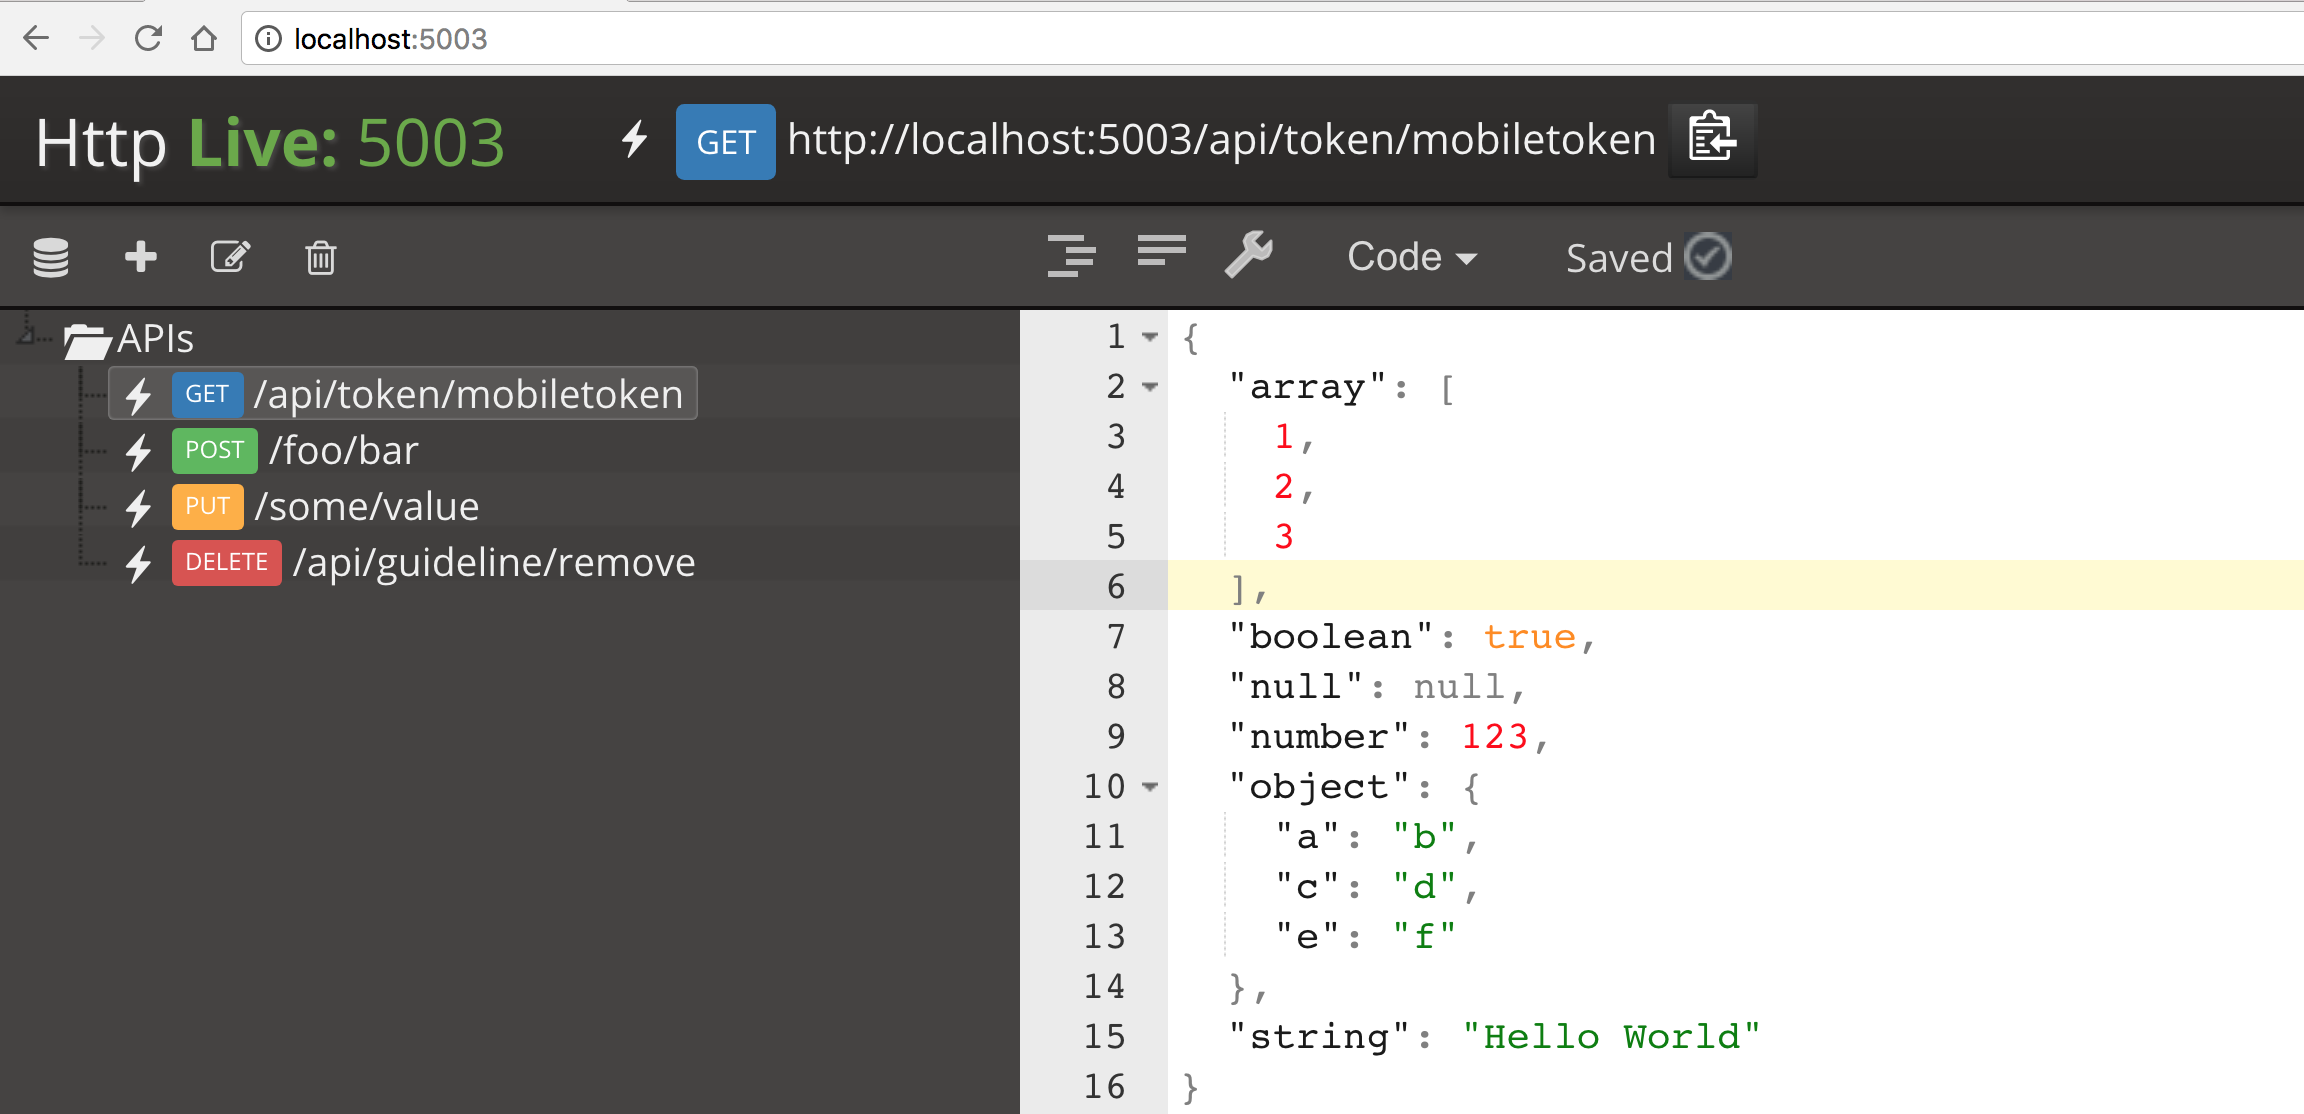 localhost:5003
Http Live: 5003
GET http://localhost:5003/api/token/mobiletoken
Code
Saved
APIs
GET /api/token/mobiletoken
POST /foo/bar
PUT /some/value
DELETE /api/guideline/remove
1 {
2 "array": [
3 1,
4 2,
5 3
6 ],
7 "boolean": true,
8 "null": null,
9 "number": 123,
10 "object": {
11 "a": "b",
12 "c": "d",
13 "e": "f"
14 },
15 "string": "Hello World"
16 }